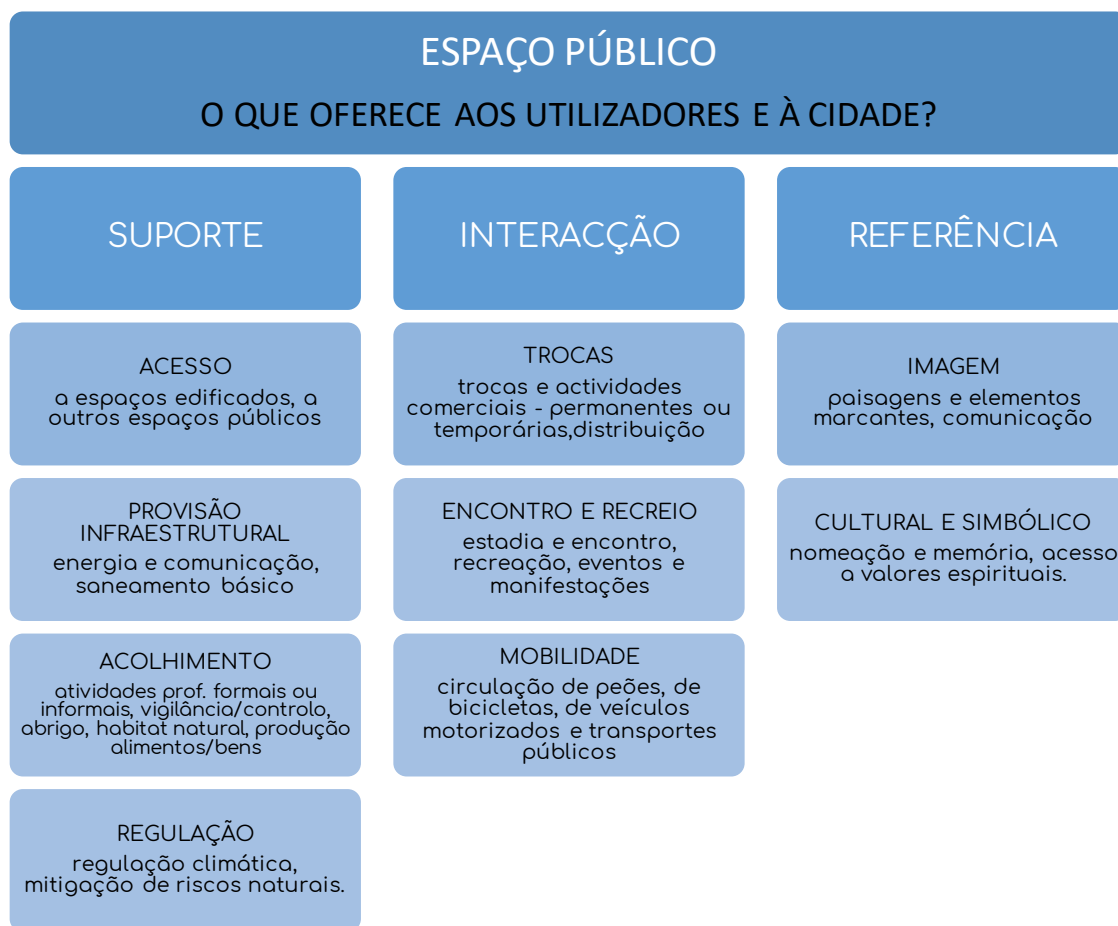 ESPAÇO PÚBLICO
O QUE OFERECE AOS UTILIZADORES E À CIDADE?
SUPORTE
ACESSO
a espaços edificados, a
outros espaços públicos
PROVISÃO
INFRAESTRUTURAL
energia e comunicação,
saneamento básico
ACOLHIMENTO
atividades prof. formais ou
informais, vigilância/controlo,
abrigo, habitat natural, produção
alimentos/bens
REGULAÇÃO
regulação climática,
mitigação de riscos naturais.
INTERACÇÃO
TROCAS
trocas e actividades
comerciais - permanentes ou
temporárias,distribuição
ENCONTRO E RECREIO
estadia e encontro,
recreação, eventos e
manifestações
MOBILIDADE
circulação de peões, de
bicicletas, de veículos
motorizados e transportes
públicos
REFERÊNCIA
IMAGEM
paisagens e elementos
marcantes, comunicação
CULTURAL E SIMBÓLICO
nomeação e memória, acesso
a valores espirituais.